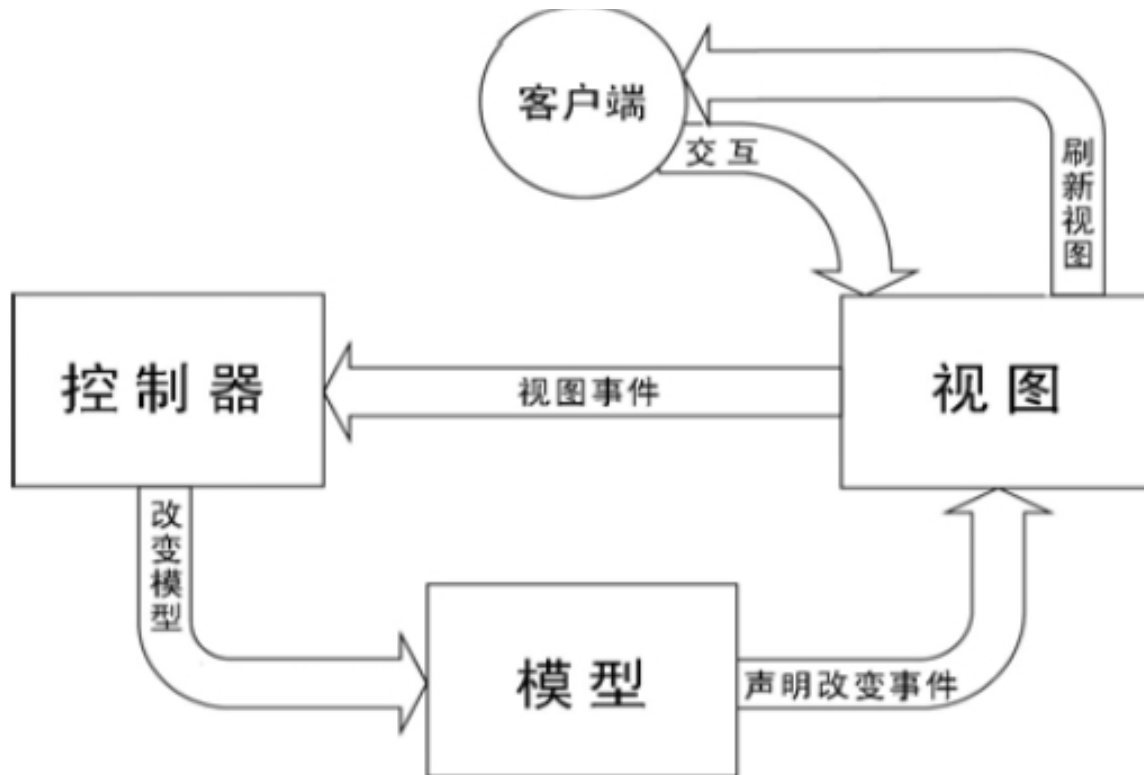 客户端
交互
刷新视图
控制器
视图事件
视图
改变模型
模型
声明改变事件